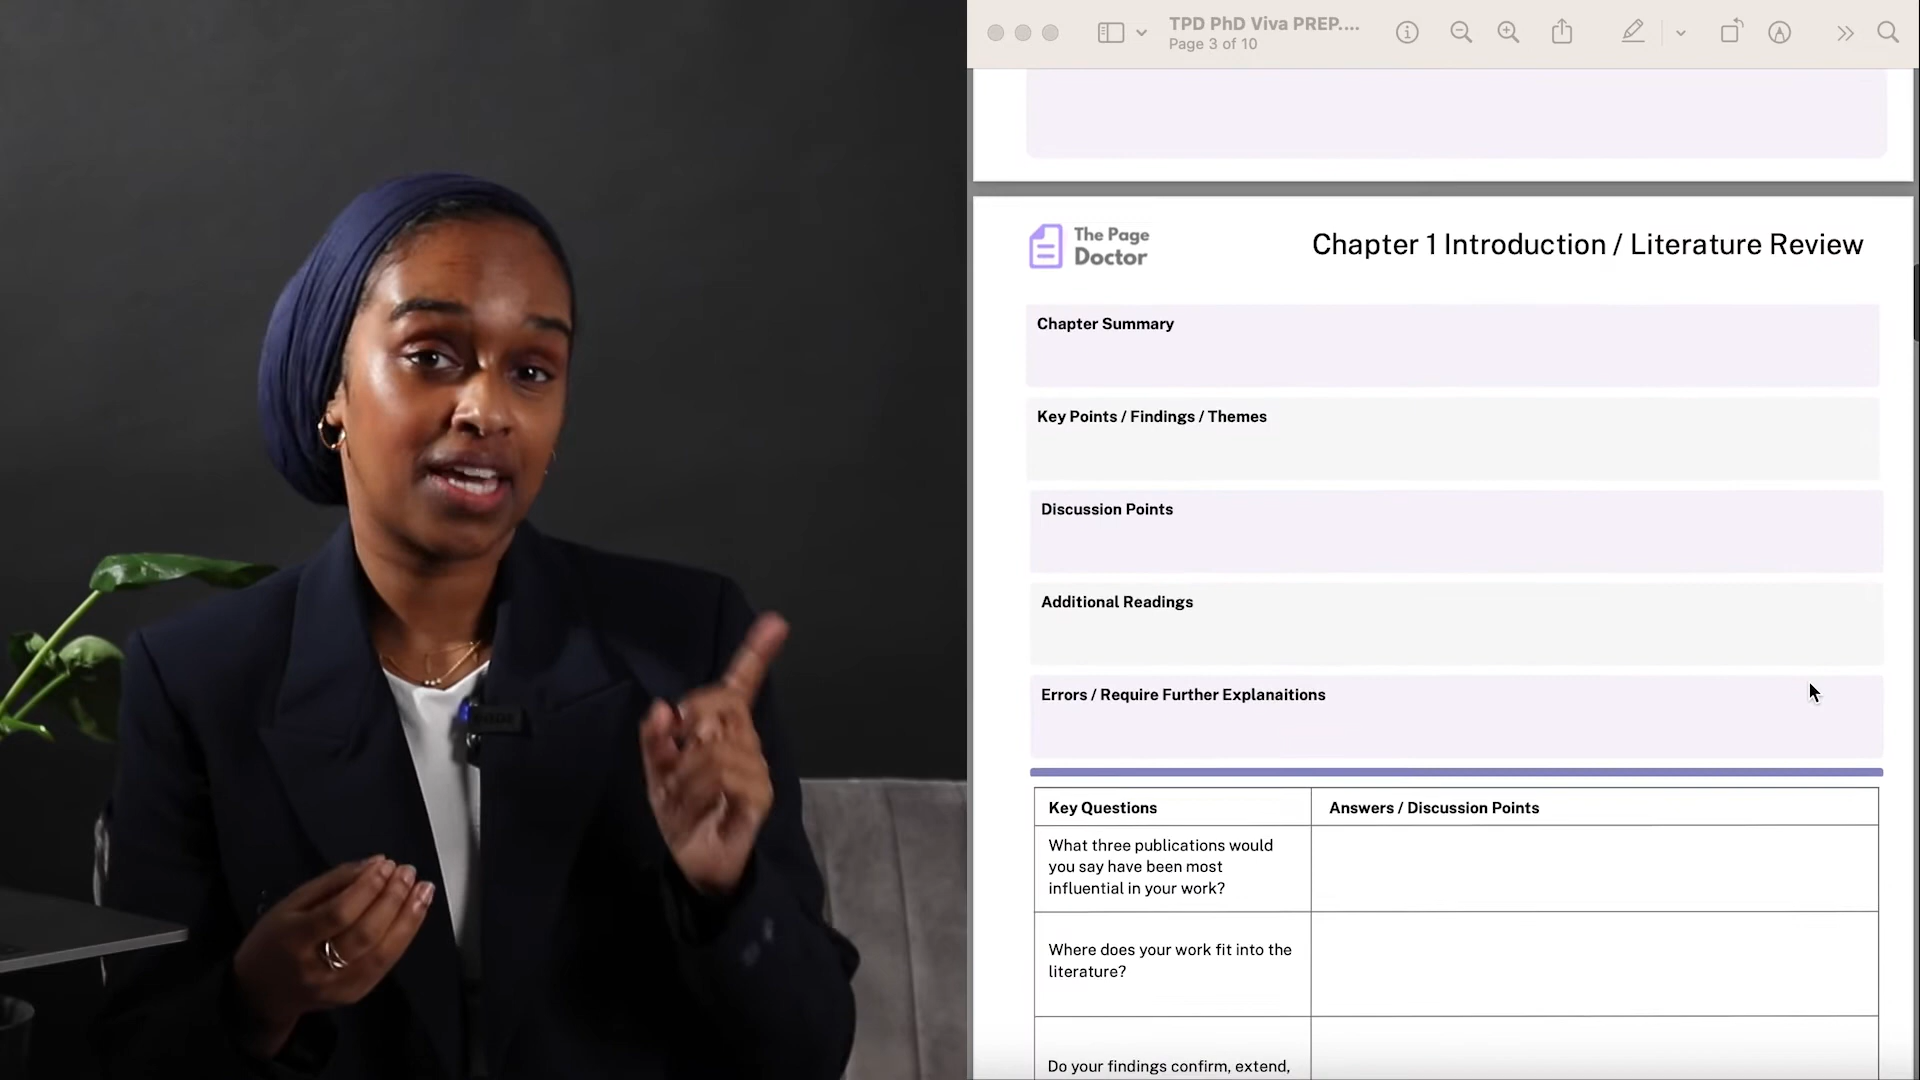 TPD PhD Viva PREP....
Page 3 of 10
The Page
Doctor
Chapter 1 Introduction / Literature Review
Chapter Summary
Key Points / Findings / Themes
Discussion Points
Additional Readings
Errors / Require Further Explanaitions
Key Questions
Answers / Discussion Points
What three publications would
you say have been most
influential in your work?
Where does your work fit into the
literature?
Do your findings confirm, extend,